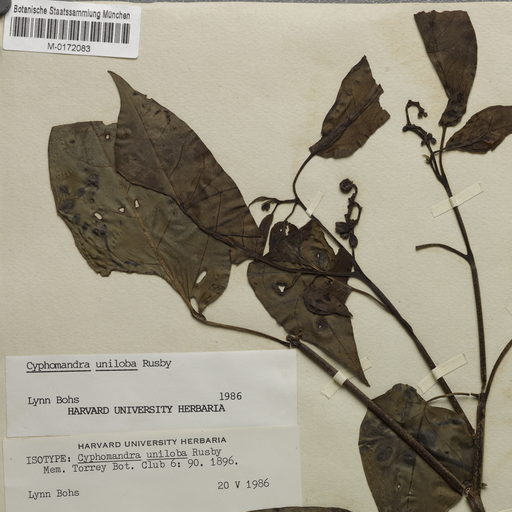 Botanische Staatssammlung München
M-0172083
Cyphomandra uniloba Rusby
Lynn Bohs 1986
HARVARD UNIVERSITY HERBARIA
HARVARD UNIVERSITY HERBARIA
ISOTYPE: Cyphomandra uniloba Rusby
Mem. Torrey Bot. Club 6: 90. 1896.
Lynn Bohs 20 V 1986